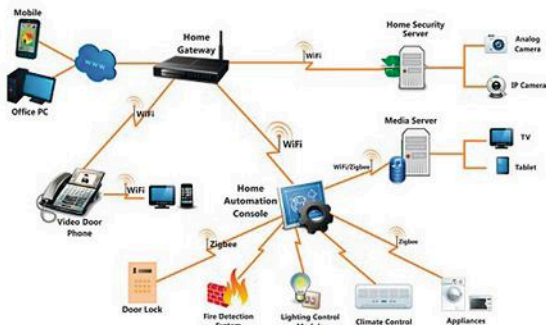 Mobile
Home
Gateway
Home Security
Server
Analog
Camera
WiFi
www
IP Camera
Office PC
WiFi
Media Server
WiFi
TV
WiFi/Zigbee
WiFi
Tablet
Home
Automation
Console
Video Door
Phone
Zigbee
Zigbee
Door Lock
Fire Detection
System
Lighting Control
Climate Control
Appliances